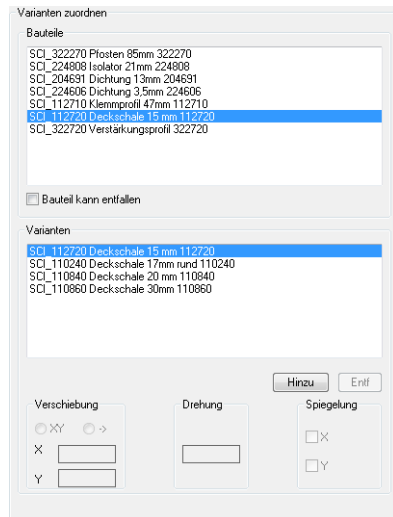 Varianten zuordnen
Bauteile
SCI_322270 Pfosten 85mm 322270
SCI_224808 Isolator 21mm 224808
SCI_204691 Dichtung 13mm 204691
SCI_224606 Dichtung 3,5mm 224606
SCI_112710 Klemmprofil 47mm 112710
SCI_112720 Deckschale 15 mm 112720
SCI_322720 Verstärkungsprofil 322720
Bauteil kann entfallen
Varianten
SCI_112720 Deckschale 15 mm 112720
SCI_110240 Deckschale 17mm rund 110240
SCI_110840 Deckschale 20 mm 110840
SCI_110860 Deckschale 30mm 110860
Hinzu Entf
Verschiebung Drehung Spiegelung
XY ->
X X
Y Y